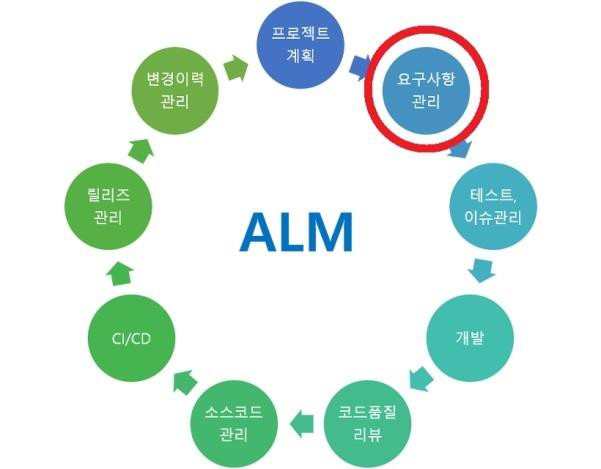 프로젝트
계획
요구사항
관리
테스트,
이슈관리
개발
코드품질
리뷰
소스코드
관리
CI/CD
릴리즈
관리
변경이력
관리
ALM